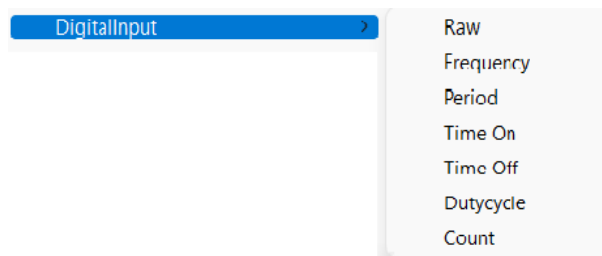 DigitalInput
Raw
Frequency
Period
Time On
Time Off
Dutycycle
Count